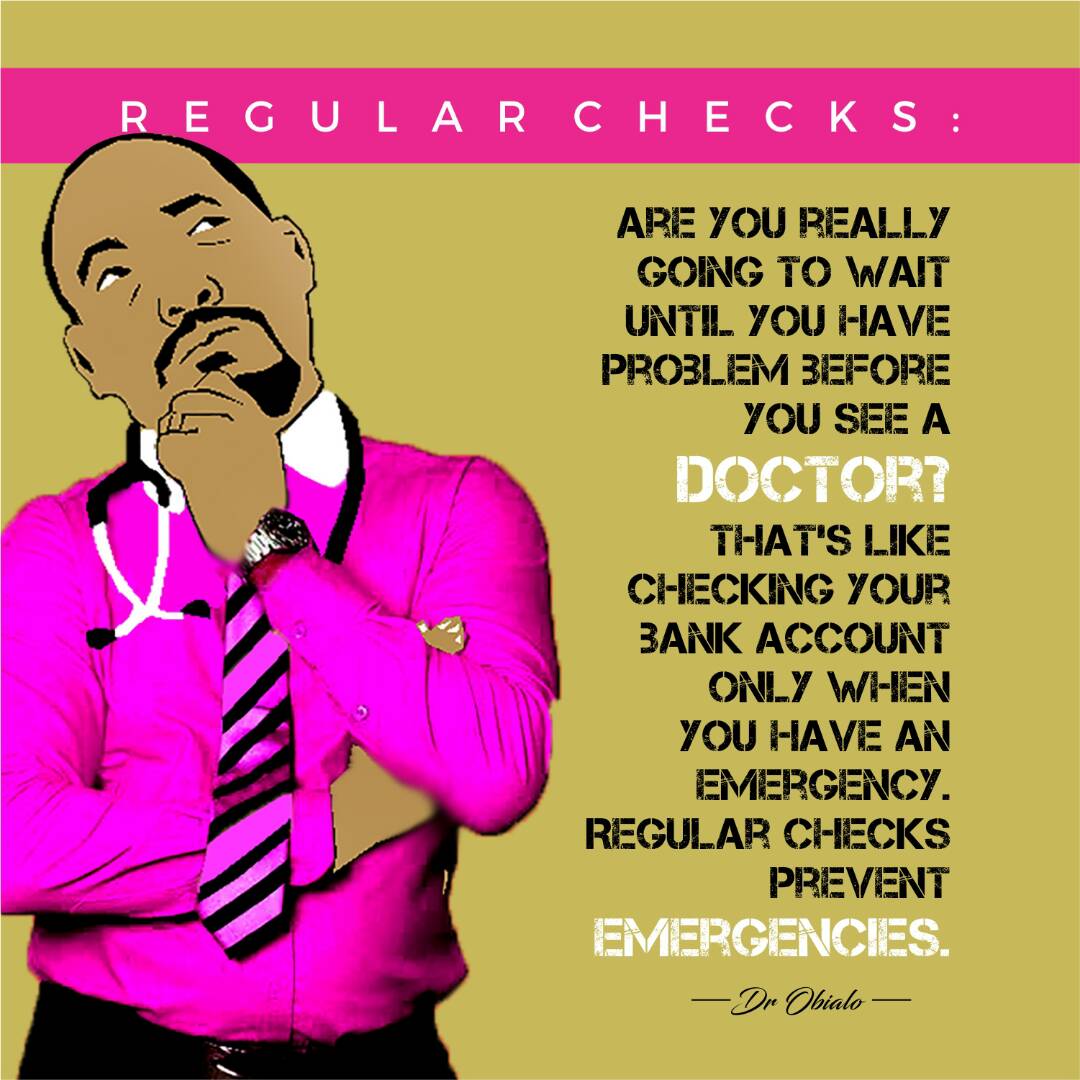 REGULAR CHECKS:
ARE YOU REALLY
GOING TO WAIT
UNTIL YOU HAVE
PROBLEM BEFORE
YOU SEE A
DOCTOR?
THAT'S LIKE
CHECKING YOUR
BANK ACCOUNT
ONLY WHEN
YOU HAVE AN
EMERGENCY.
REGULAR CHECKS
PREVENT
EMERGENCIES.
Dr Obialo